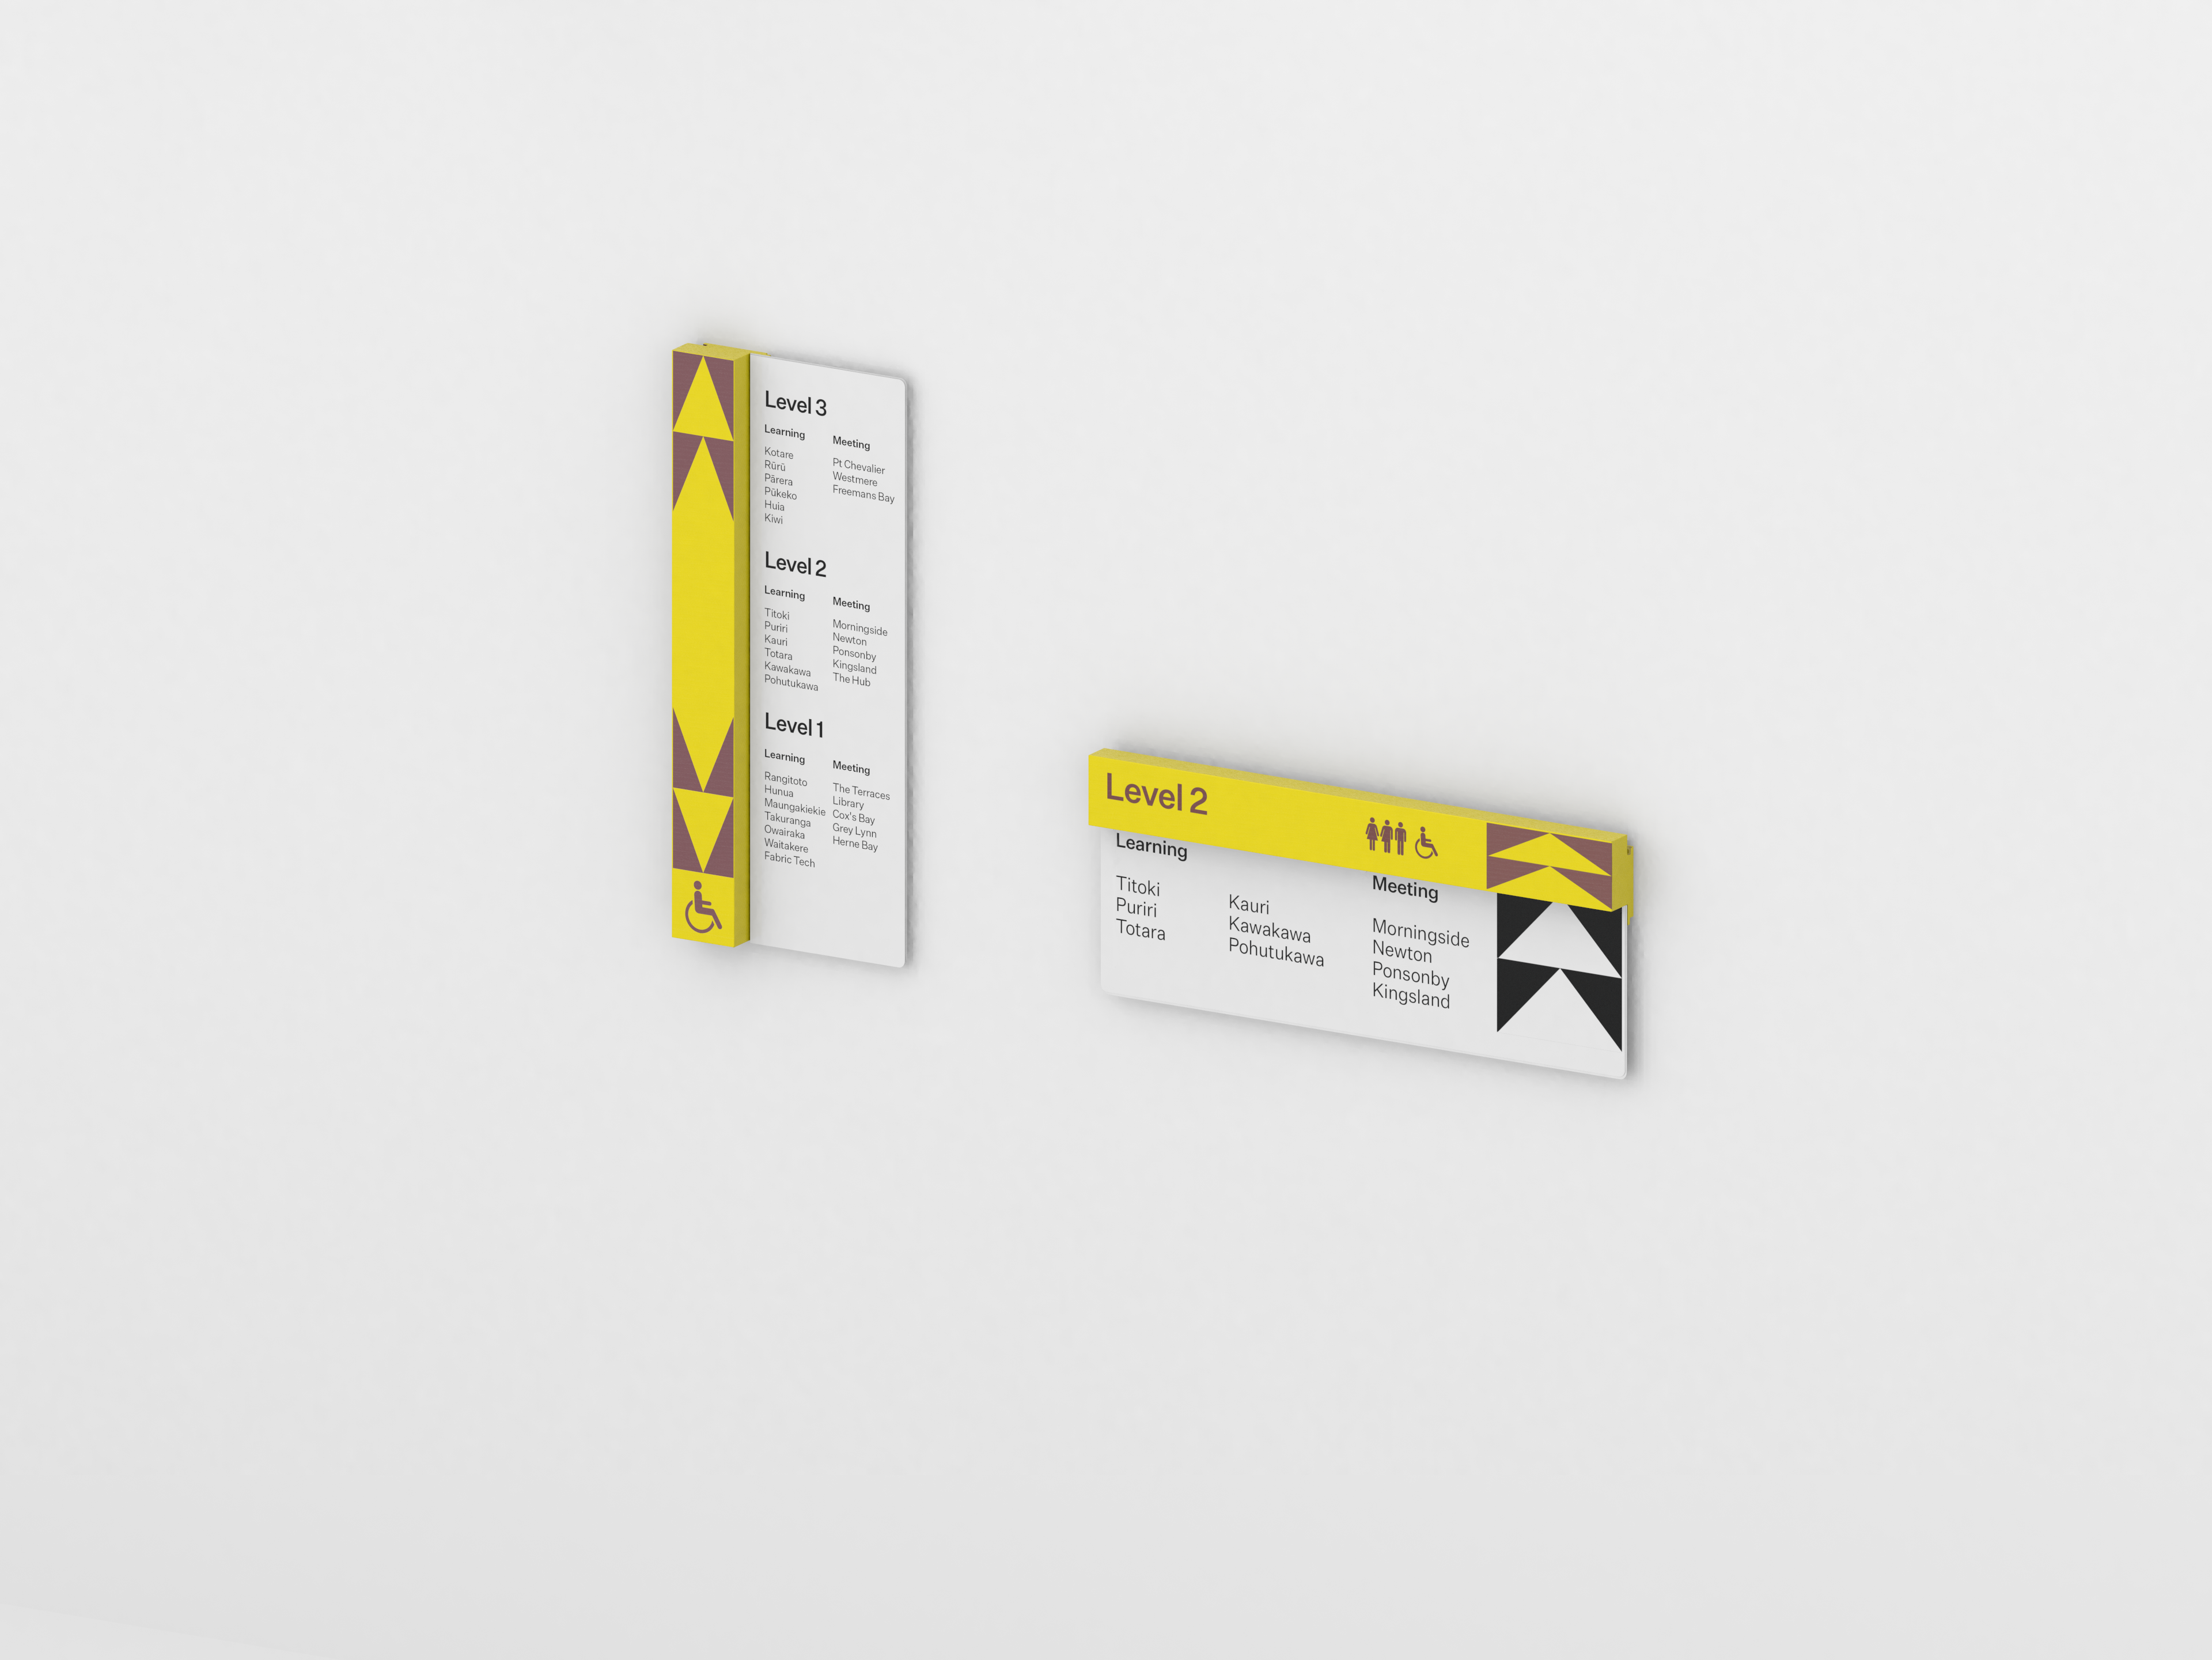 Level 3
Learning
Kotare
Rūrū
Pārera
Pūkeko
Huia
Kiwi
Meeting
Pt Chevalier
Westmere
Freemans Bay
Level 2
Learning
Titoki
Puriri
Kauri
Totara
Kawakawa
Pohutukawa
Meeting
Morningside
Newton
Ponsonby
Kingsland
The Hub
Level 1
Learning
Rangitoto
Hunua
Maungakiekie
Takuranga
Owairaka
Waitakere
Fabric Tech
Meeting
The Terraces
Library
Cox's Bay
Grey Lynn
Herne Bay
Level 2
Learning
Titoki
Puriri
Totara
Kauri
Kawakawa
Pohutukawa
Meeting
Morningside
Newton
Ponsonby
Kingsland